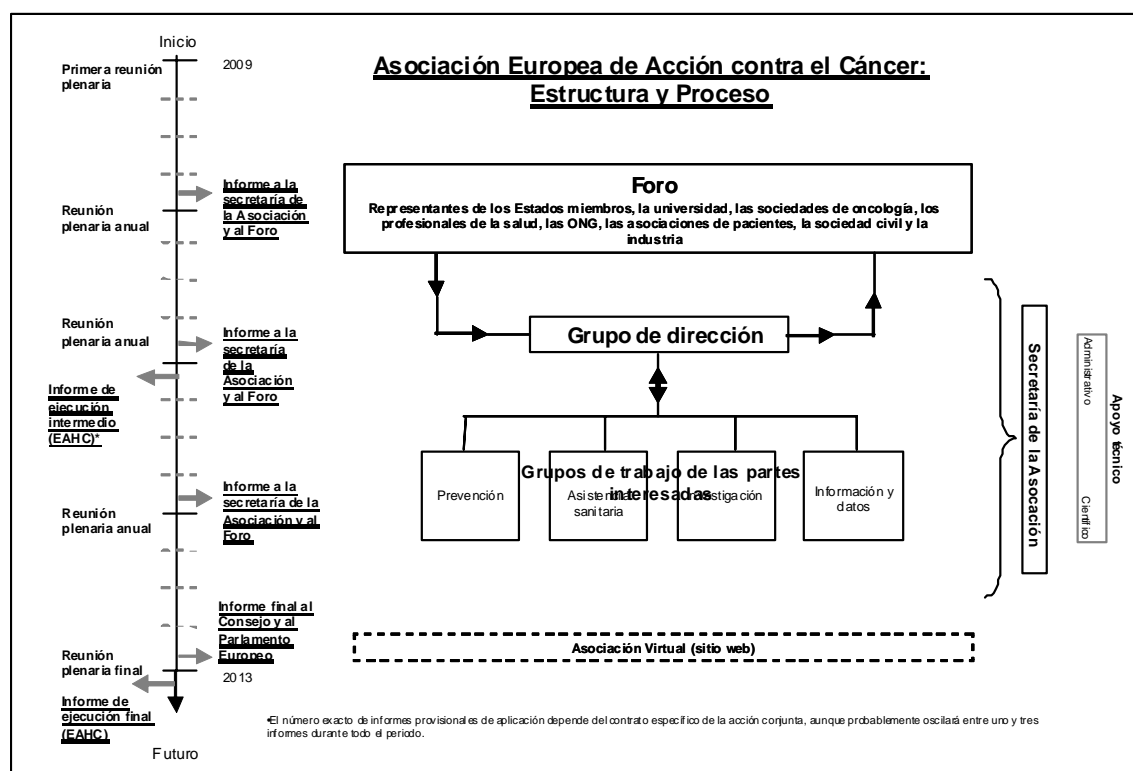 Inicio
Primera reunión
plenaria
2009
Asociación Europea de Acción contra el Cáncer:
Estructura y Proceso
Informe a la
secretaría de
la Asociación
y al Foro
Reunión
plenaria anual
Reunión
plenaria anual
Informe a la
secretaría
de la
Asociación
y al Foro
Informe de
ejecución
intermedio
(EAHC)*
Informe a la
secretaría de la
Asociación y al
Foro
Reunión
plenaria anual
Informe final al
Consejo y al
Parlamento
Europeo
Reunión
plenaria final
2013
Informe de
ejecución final
(EAHC)
Futuro
Foro
Representantes de los Estados miembros, la universidad, las sociedades de oncología, los
profesionales de la salud, las ONG, las asociaciones de pacientes, la sociedad civil y la
industria
Grupo de dirección
Grupos de trabajo de las partes
interesadas
Prevención
Asistencia
sanitaria
Investigación
Información y
datos
Secretaría de la Asocación
Administrativo
Científico
Apoyo técnico
Asociación Virtual (sitio web)
*El número exacto de informes provisionales de aplicación depende del contrato específico de la acción conjunta, aunque probablemente oscilará entre uno y tres
informes durante todo el periodo.